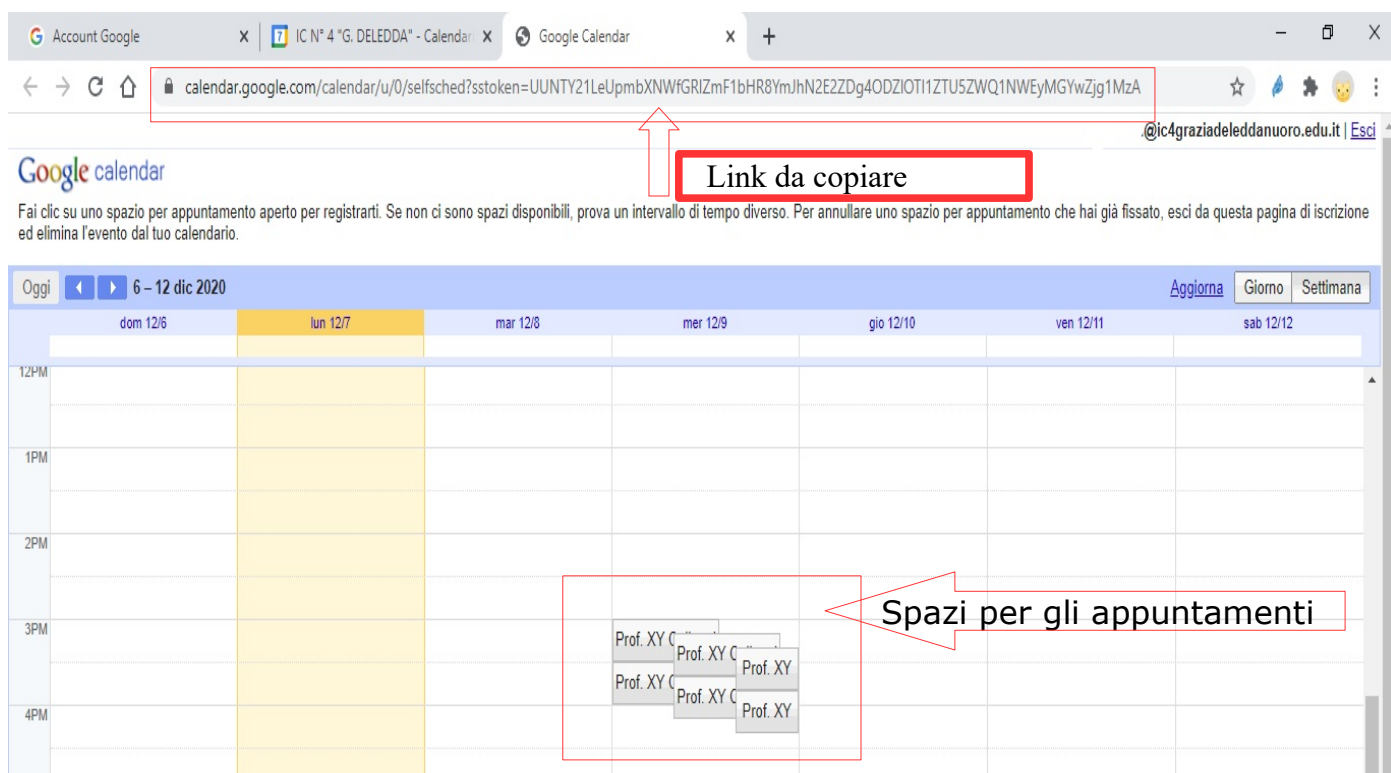 Account Google
IC N° 4 "G. DELEDDA" - Calendar
Google Calendar
calendar.google.com/calendar/u/0/selfsched?sstoken=UUNTY21LeUpmbXNWfGRlZmF1bHR8YmJhN2E2ZDg4ODZlOTI1ZTU5ZWQ1NWEyMGYwZjg1MzA
.@ic4graziadeleddanuoro.edu.it | Esci
Google calendar
Link da copiare
Fai clic su uno spazio per appuntamento aperto per registrarti. Se non ci sono spazi disponibili, prova un intervallo di tempo diverso. Per annullare uno spazio per appuntamento che hai già fissato, esci da questa pagina di iscrizione
ed elimina l'evento dal tuo calendario.
Oggi 6 – 12 dic 2020 Aggiorna Giorno Settimana
dom 12/6 lun 12/7 mar 12/8 mer 12/9 gio 12/10 ven 12/11 sab 12/12
12PM
1PM
2PM
Spazi per gli appuntamenti
3PM
Prof. XY
Prof. XY
Prof. XY
Prof. XY
Prof. XY
Prof. XY
4PM